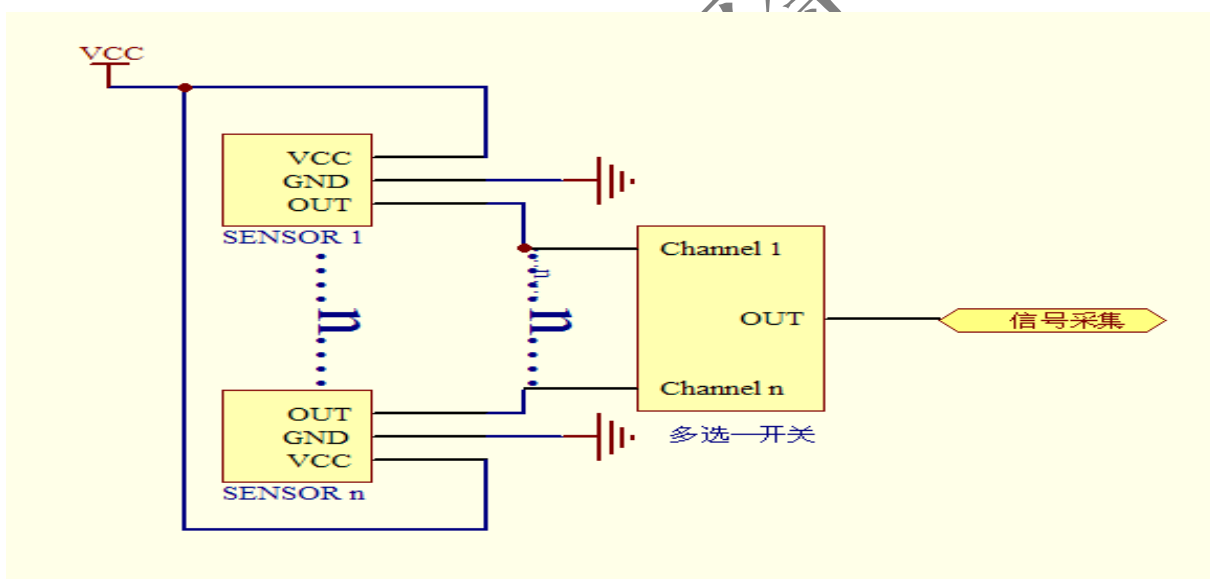 VCC
VCC
GND
OUT
SENSOR 1
n
n
n
Channel 1
OUT
Channel n
多选一开关
信号采集
OUT
GND
VCC
SENSOR n